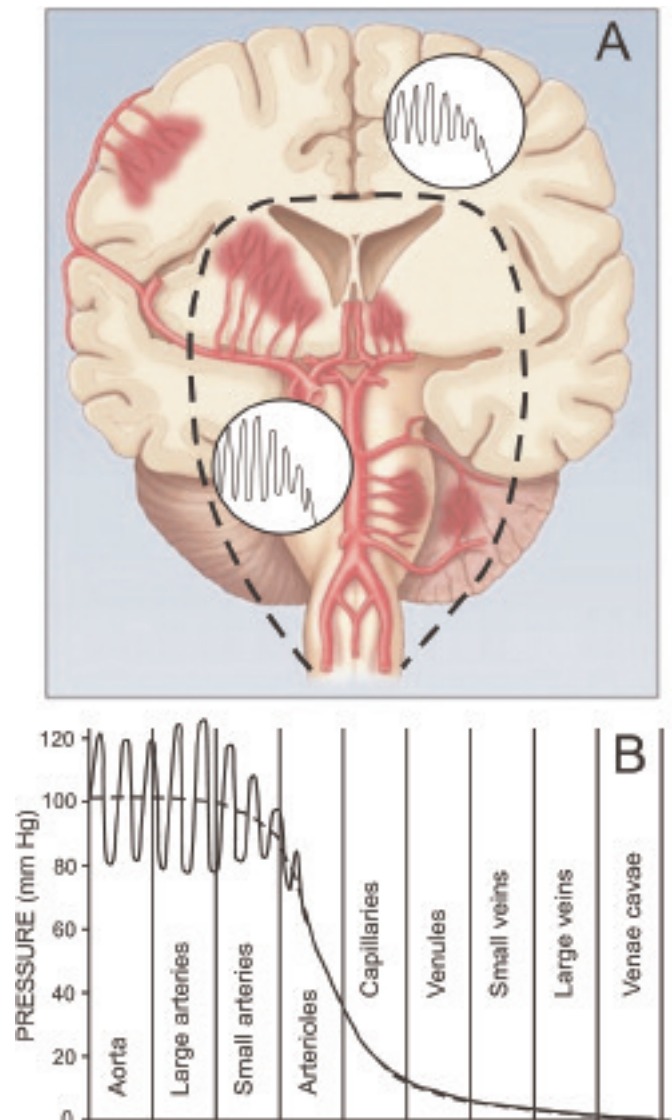 A
B
PRESSURE (mm Hg)
120
100
80
60
40
20
0
Aorta
Large arteries
Small arteries
Arterioles
Capillaries
Venules
Small veins
Large veins
Venae cavae